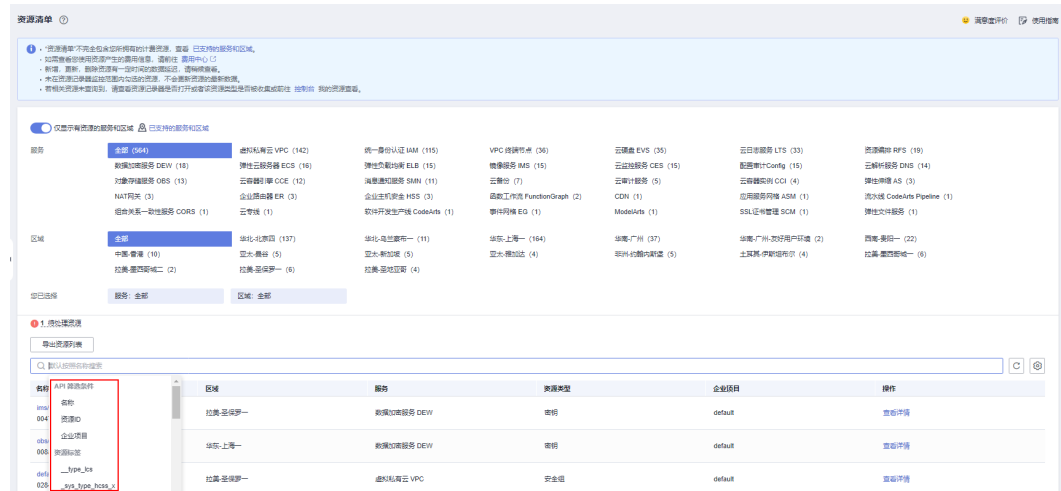 资源清单
满意度评价 使用指南
· “资源清单”不完全包含您所拥有的计费资源，查看 已支持的服务和区域。
· 如需查看您使用资源产生的费用信息，请前往 费用中心
· 新增、更新、删除资源有一定时间的数据延迟，请稍候查看。
· 未在资源记录器监控范围内勾选的资源，不会更新资源的最新数据。
· 若相关资源未查询到，请查看资源记录器是否打开或者该资源类型是否被收集或前往 控制台 我的资源查看。
仅显示有资源的服务和区域 已支持的服务和区域
服务 全部 (564) 虚拟私有云 VPC (142) 统一身份认证 IAM (115) VPC 终端节点 (36) 云硬盘 EVS (35) 云日志服务 LTS (33) 资源编排 RFS (19)
数据加密服务 DEW (18) 弹性云服务器 ECS (16) 弹性负载均衡 ELB (15) 镜像服务 IMS (15) 云监控服务 CES (15) 配置审计Config (15) 云解析服务 DNS (14)
对象存储服务 OBS (13) 云容器引擎 CCE (12) 消息通知服务 SMN (11) 云备份 (7) 云审计服务 (5) 云容器实例 CCI (4) 弹性伸缩 AS (3)
NAT网关 (3) 企业路由器 ER (3) 企业主机安全 HSS (3) 函数工作流 FunctionGraph (2) CDN (1) 应用服务网格 ASM (1) 流水线 CodeArts Pipeline (1)
组合关系一致性服务 CORS (1) 云专线 (1) 软件开发生产线 CodeArts (1) 事件网格 EG (1) ModelArts (1) SSL证书管理 SCM (1) 弹性文件服务 (1)
区域 全部 华北-北京四 (137) 华北-乌兰察布一 (11) 华东-上海一 (164) 华南-广州 (37) 华南-广州-友好用户环境 (2) 西南-贵阳一 (22)
中国-香港 (10) 亚太-曼谷 (5) 亚太-新加坡 (5) 亚太-雅加达 (4) 非洲-约翰内斯堡 (5) 土耳其-伊斯坦布尔 (4) 拉美-墨西哥城一 (6)
拉美-墨西哥城二 (2) 拉美-圣保罗一 (6) 拉美-圣地亚哥 (4)
您已选择 服务：全部 区域：全部
1 须处理资源
导出资源列表
默认按照名称搜索
名称 区域 服务 资源类型 企业项目 操作
API 筛选条件
名称
资源ID
企业项目
资源标签
__type_lcs
_sys_type_hcss_x
ims/
004
拉美-圣保罗一 数据加密服务 DEW 密钥 default 查看详情
obs/
008
华东-上海一 数据加密服务 DEW 密钥 default 查看详情
defa
028
拉美-圣保罗一 虚拟私有云 VPC 安全组 default 查看详情